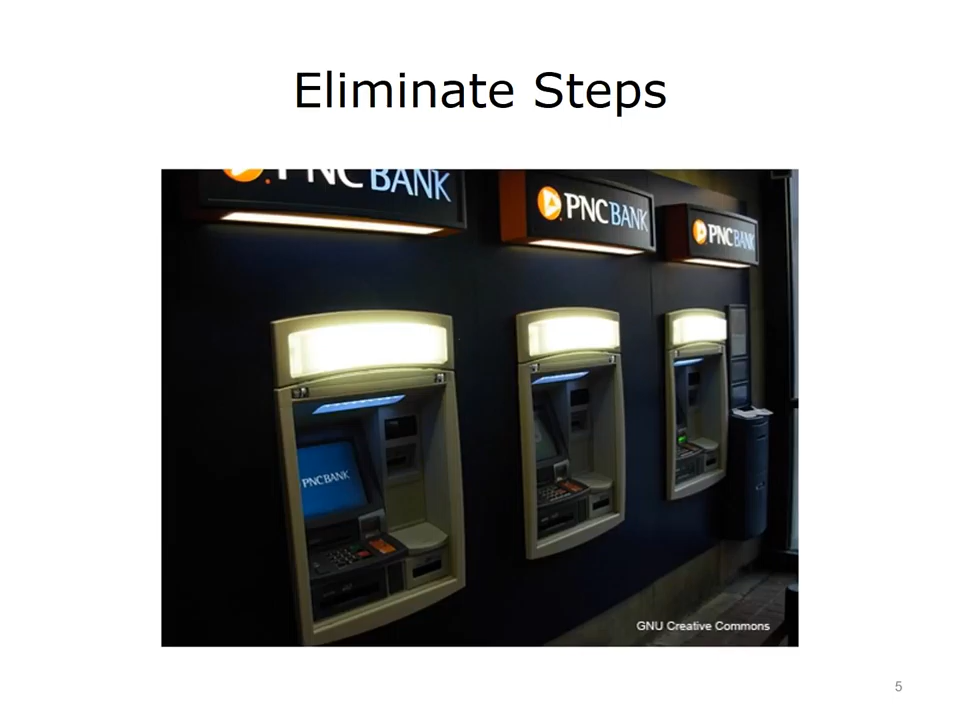 Eliminate Steps
PNC BANK
PNCBANK
PNCBANK
PNCBANK
GNU Creative Commons
5